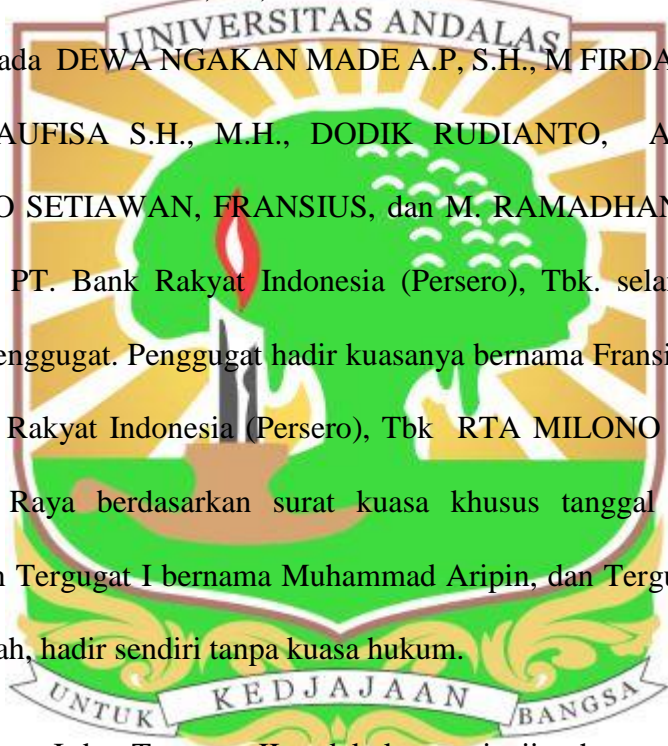 UNIVERSITAS ANDALAS
ada DEWA NGAKAN MADE A.P, S.H., M FIRDA
AUFISA S.H., M.H., DODIK RUDIANTO, A
O SETIAWAN, FRANSIUS, dan M. RAMADHAN
PT. Bank Rakyat Indonesia (Persero), Tbk. sela
enggugat. Penggugat hadir kuasanya bernama Fransi
Rakyat Indonesia (Persero), Tbk RTA MILONO
Raya berdasarkan surat kuasa khusus tanggal
n Tergugat I bernama Muhammad Aripin, dan Tergu
ah, hadir sendiri tanpa kuasa hukum.
UNTUK KEDJAJAAN BANGSA